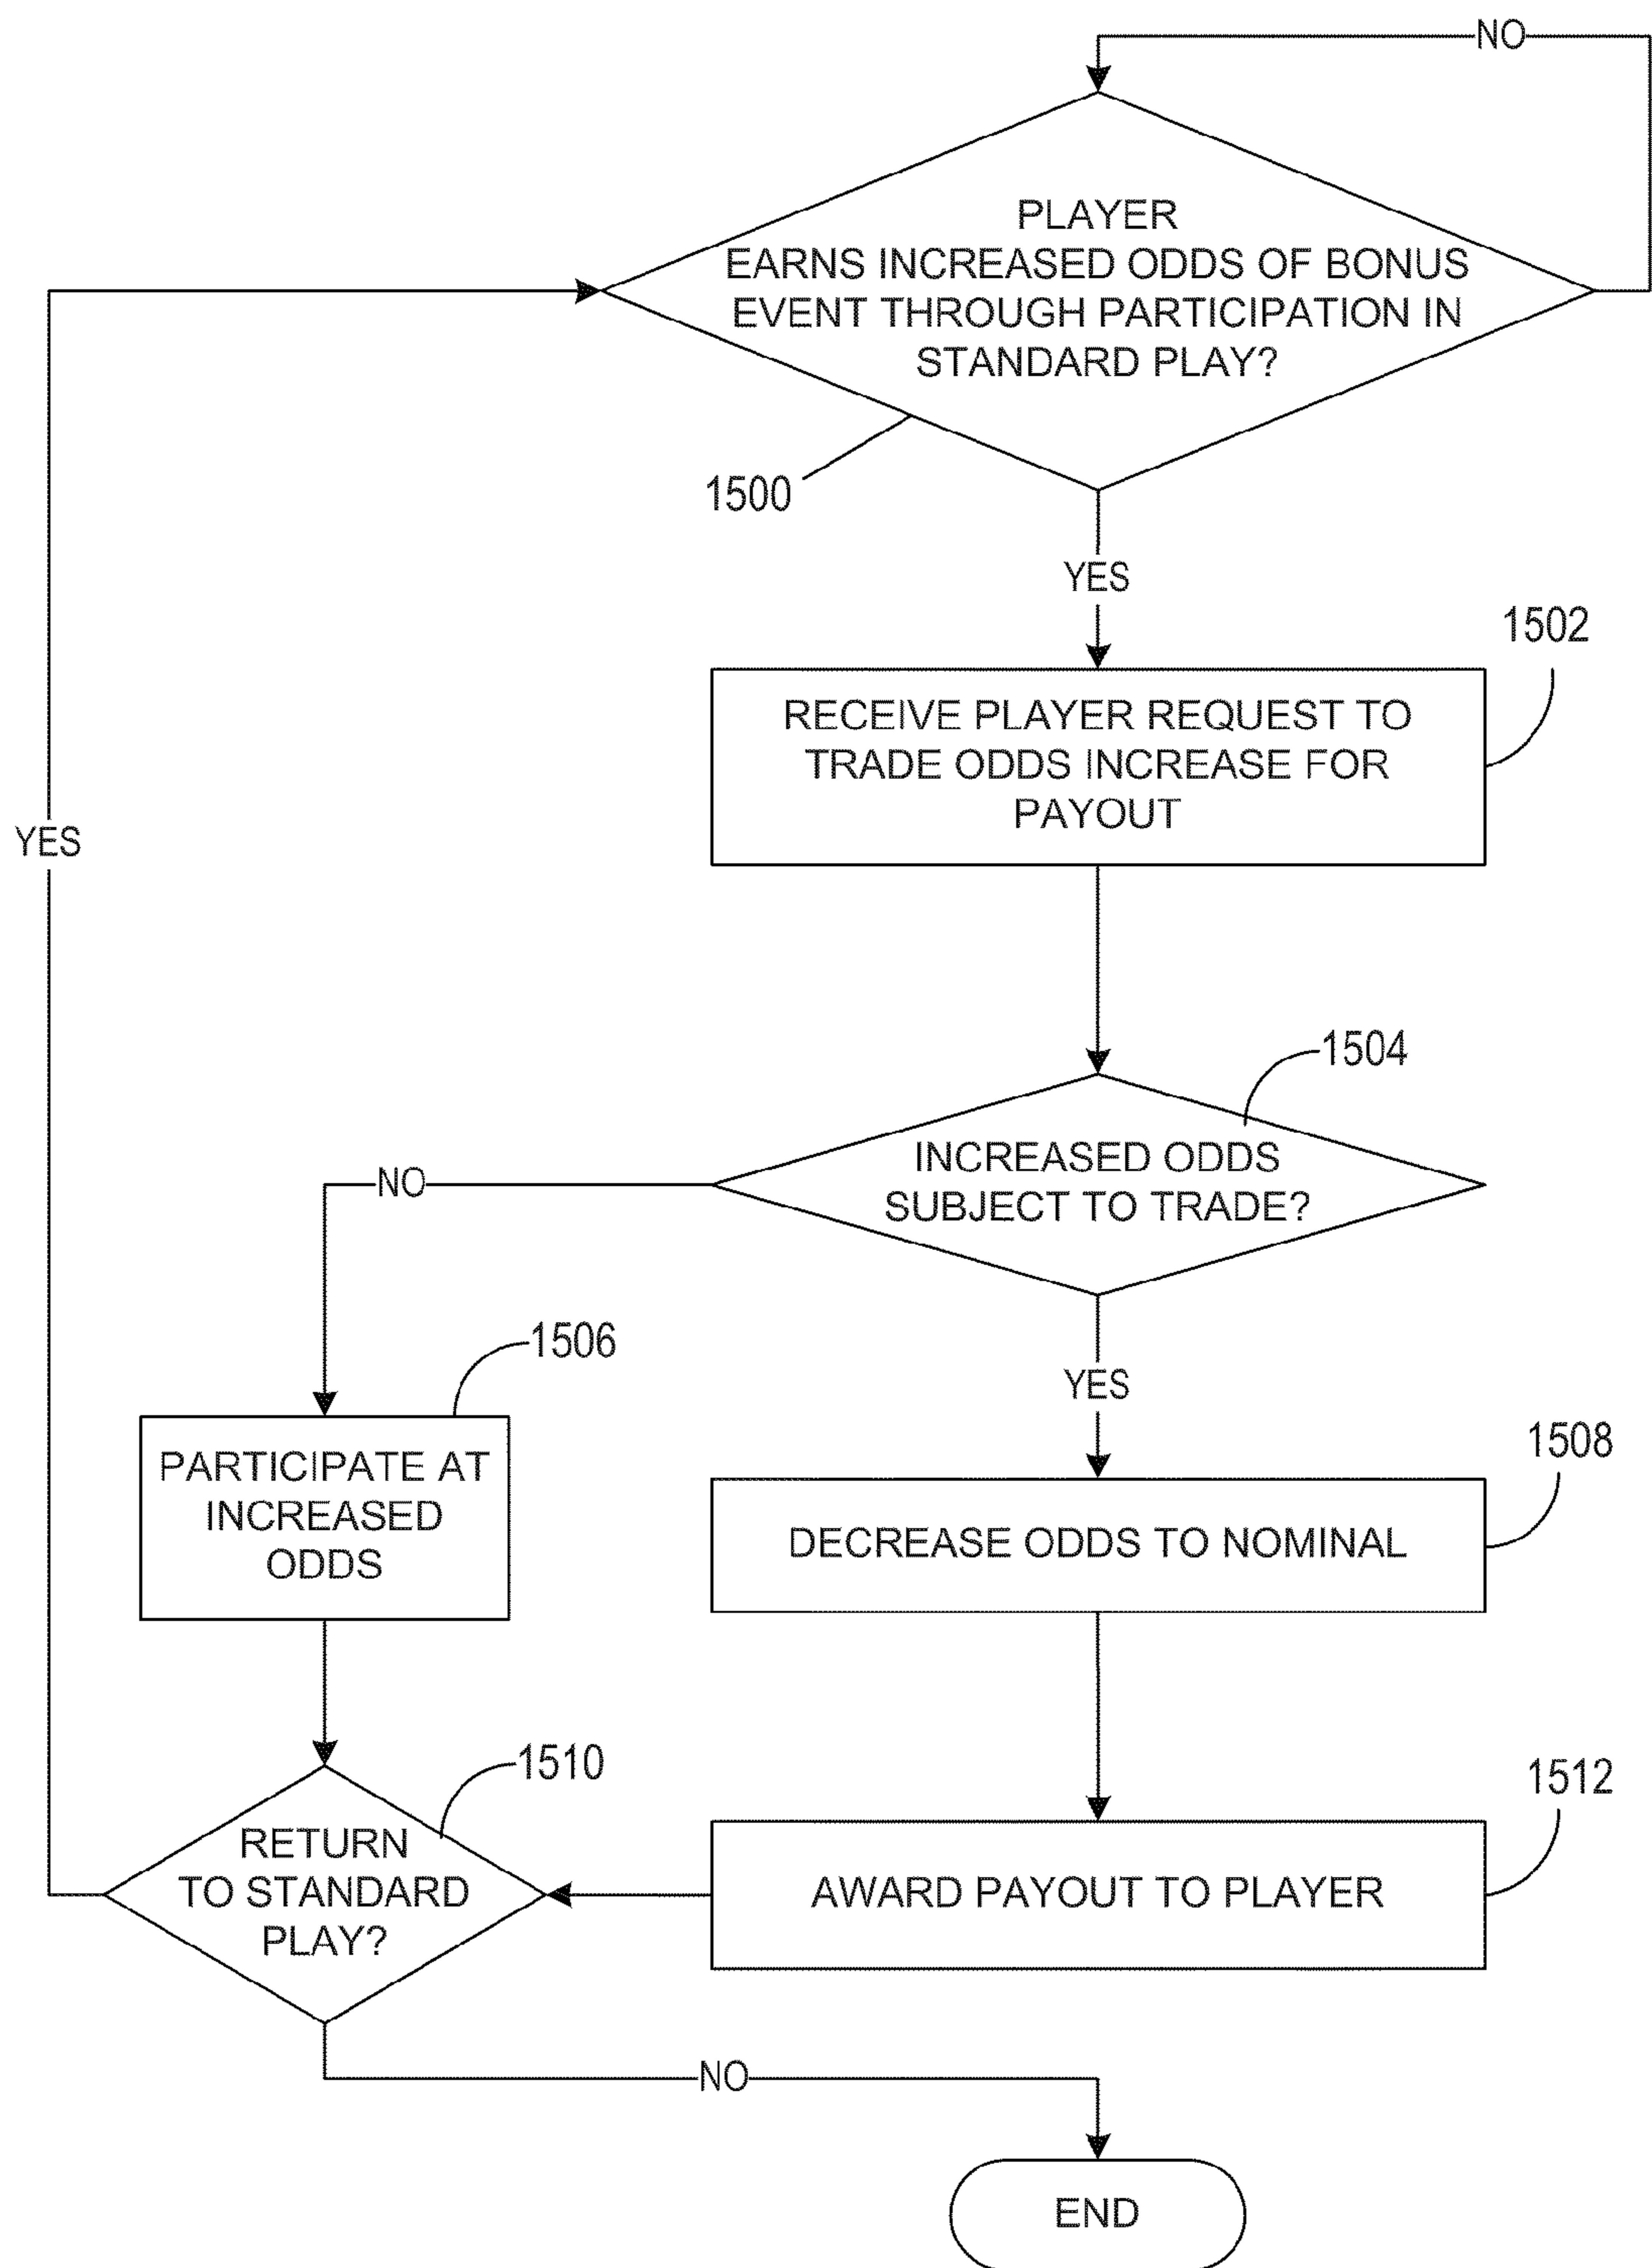 NO
PLAYER
EARNS INCREASED ODDS OF BONUS
EVENT THROUGH PARTICIPATION IN
STANDARD PLAY?
1500
YES
1502
RECEIVE PLAYER REQUEST TO
TRADE ODDS INCREASE FOR
PAYOUT
YES
1504
INCREASED ODDS
SUBJECT TO TRADE?
NO
1506
YES
PARTICIPATE AT
INCREASED
ODDS
1508
DECREASE ODDS TO NOMINAL
1510
RETURN
TO STANDARD
PLAY?
1512
AWARD PAYOUT TO PLAYER
NO
END